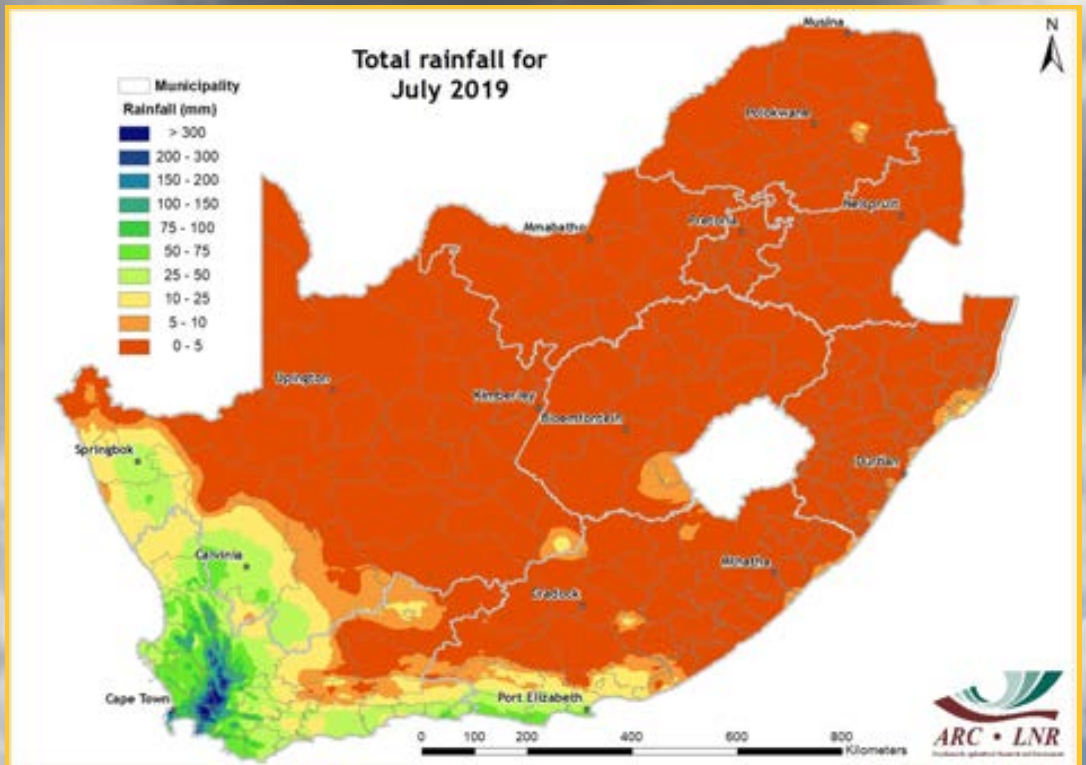 Total rainfall for
July 2019
N
Municipality
Rainfall (mm)
> 300
200 - 300
150 - 200
100 - 150
75 - 100
50 - 75
25 - 50
10 - 25
5 - 10
0 - 5
Musina
Polokwane
Nelspruit
Pretoria
Mmabatho
Upington
Kimberley
Bloemfontein
Springbok
Durban
Calvinia
Mthatha
Cradock
Cape Town
Port Elizabeth
0 100 200 400 600 800
Kilometers
ARC • LNR